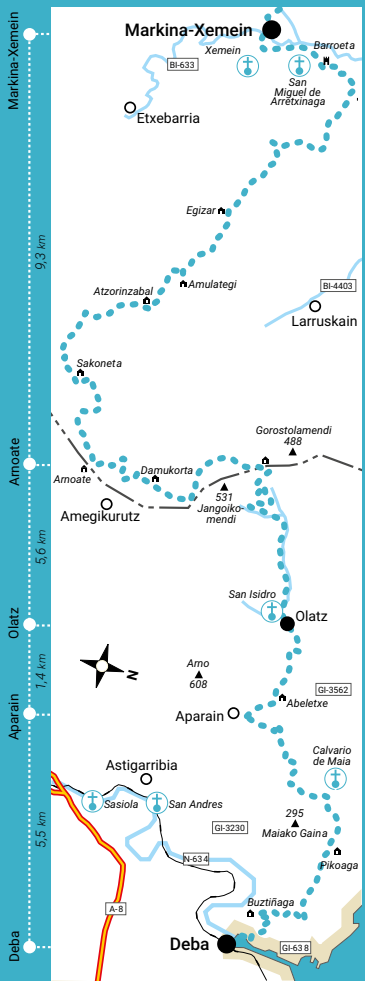 Markina-Xemein
Markina-Xemein
Xemein
Barroeta
BI-633
San
Miguel de
Arretxinaga
Etxebarria
Egizar
9,3 km
Amulategi
Atzorinzabal
BI-4403
Larruskain
Sakoneta
Gorostolamendi
488
Arnoate
Arnoate
Damukorta
531
Jangoiko-
mendi
Amegikurutz
5,6 km
San Isidro
Olatz
Olatz
N
Arno
608
1,4 km
GI-3562
Abeletxe
Aparain
Aparain
Calvario
de Maia
Astigarribia
Sasiola
San Andres
295
Maiako Gaina
GI-3230
5,5 km
N-634
Pikoaga
A-8
Buztiñaga
Deba
Deba
GI-638